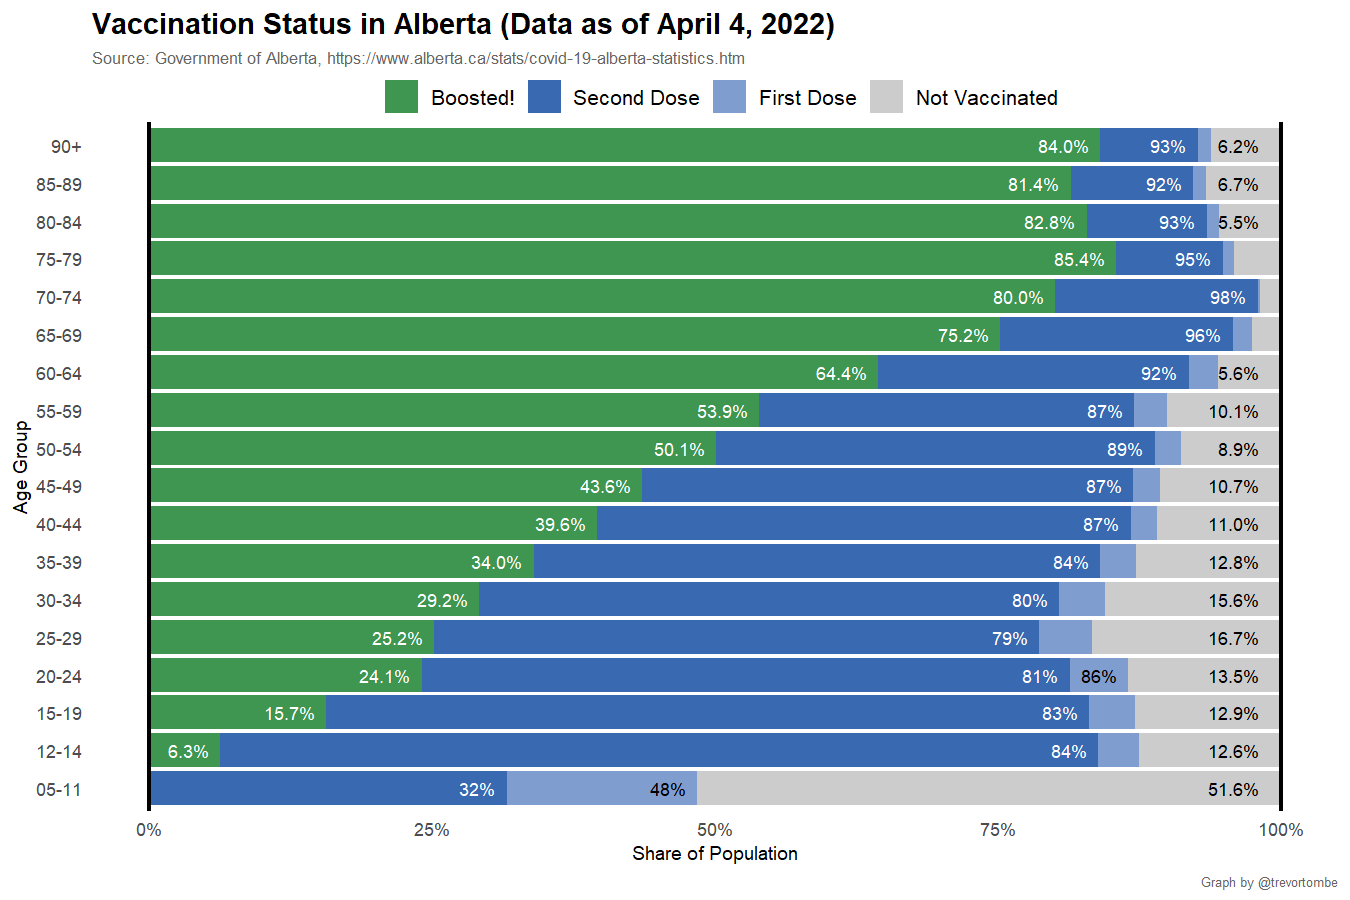 Vaccination Status in Alberta (Data as of April 4, 2022)
Source: Government of Alberta, https://www.alberta.ca/stats/covid-19-alberta-statistics.htm
Boosted! Second Dose First Dose Not Vaccinated
90+ 84.0% 93% 6.2%
85-89 81.4% 92% 6.7%
80-84 82.8% 93% 5.5%
75-79 85.4% 95%
70-74 80.0% 98%
65-69 75.2% 96%
60-64 64.4% 92% 5.6%
55-59 53.9% 87% 10.1%
50-54 50.1% 89% 8.9%
45-49 43.6% 87% 10.7%
40-44 39.6% 87% 11.0%
35-39 34.0% 84% 12.8%
30-34 29.2% 80% 15.6%
25-29 25.2% 79% 16.7%
20-24 24.1% 81% 86% 13.5%
15-19 15.7% 83% 12.9%
12-14 6.3% 84% 12.6%
05-11 32% 48% 51.6%
Age Group
0% 25% 50% 75% 100%
Share of Population
Graph by @trevortombe